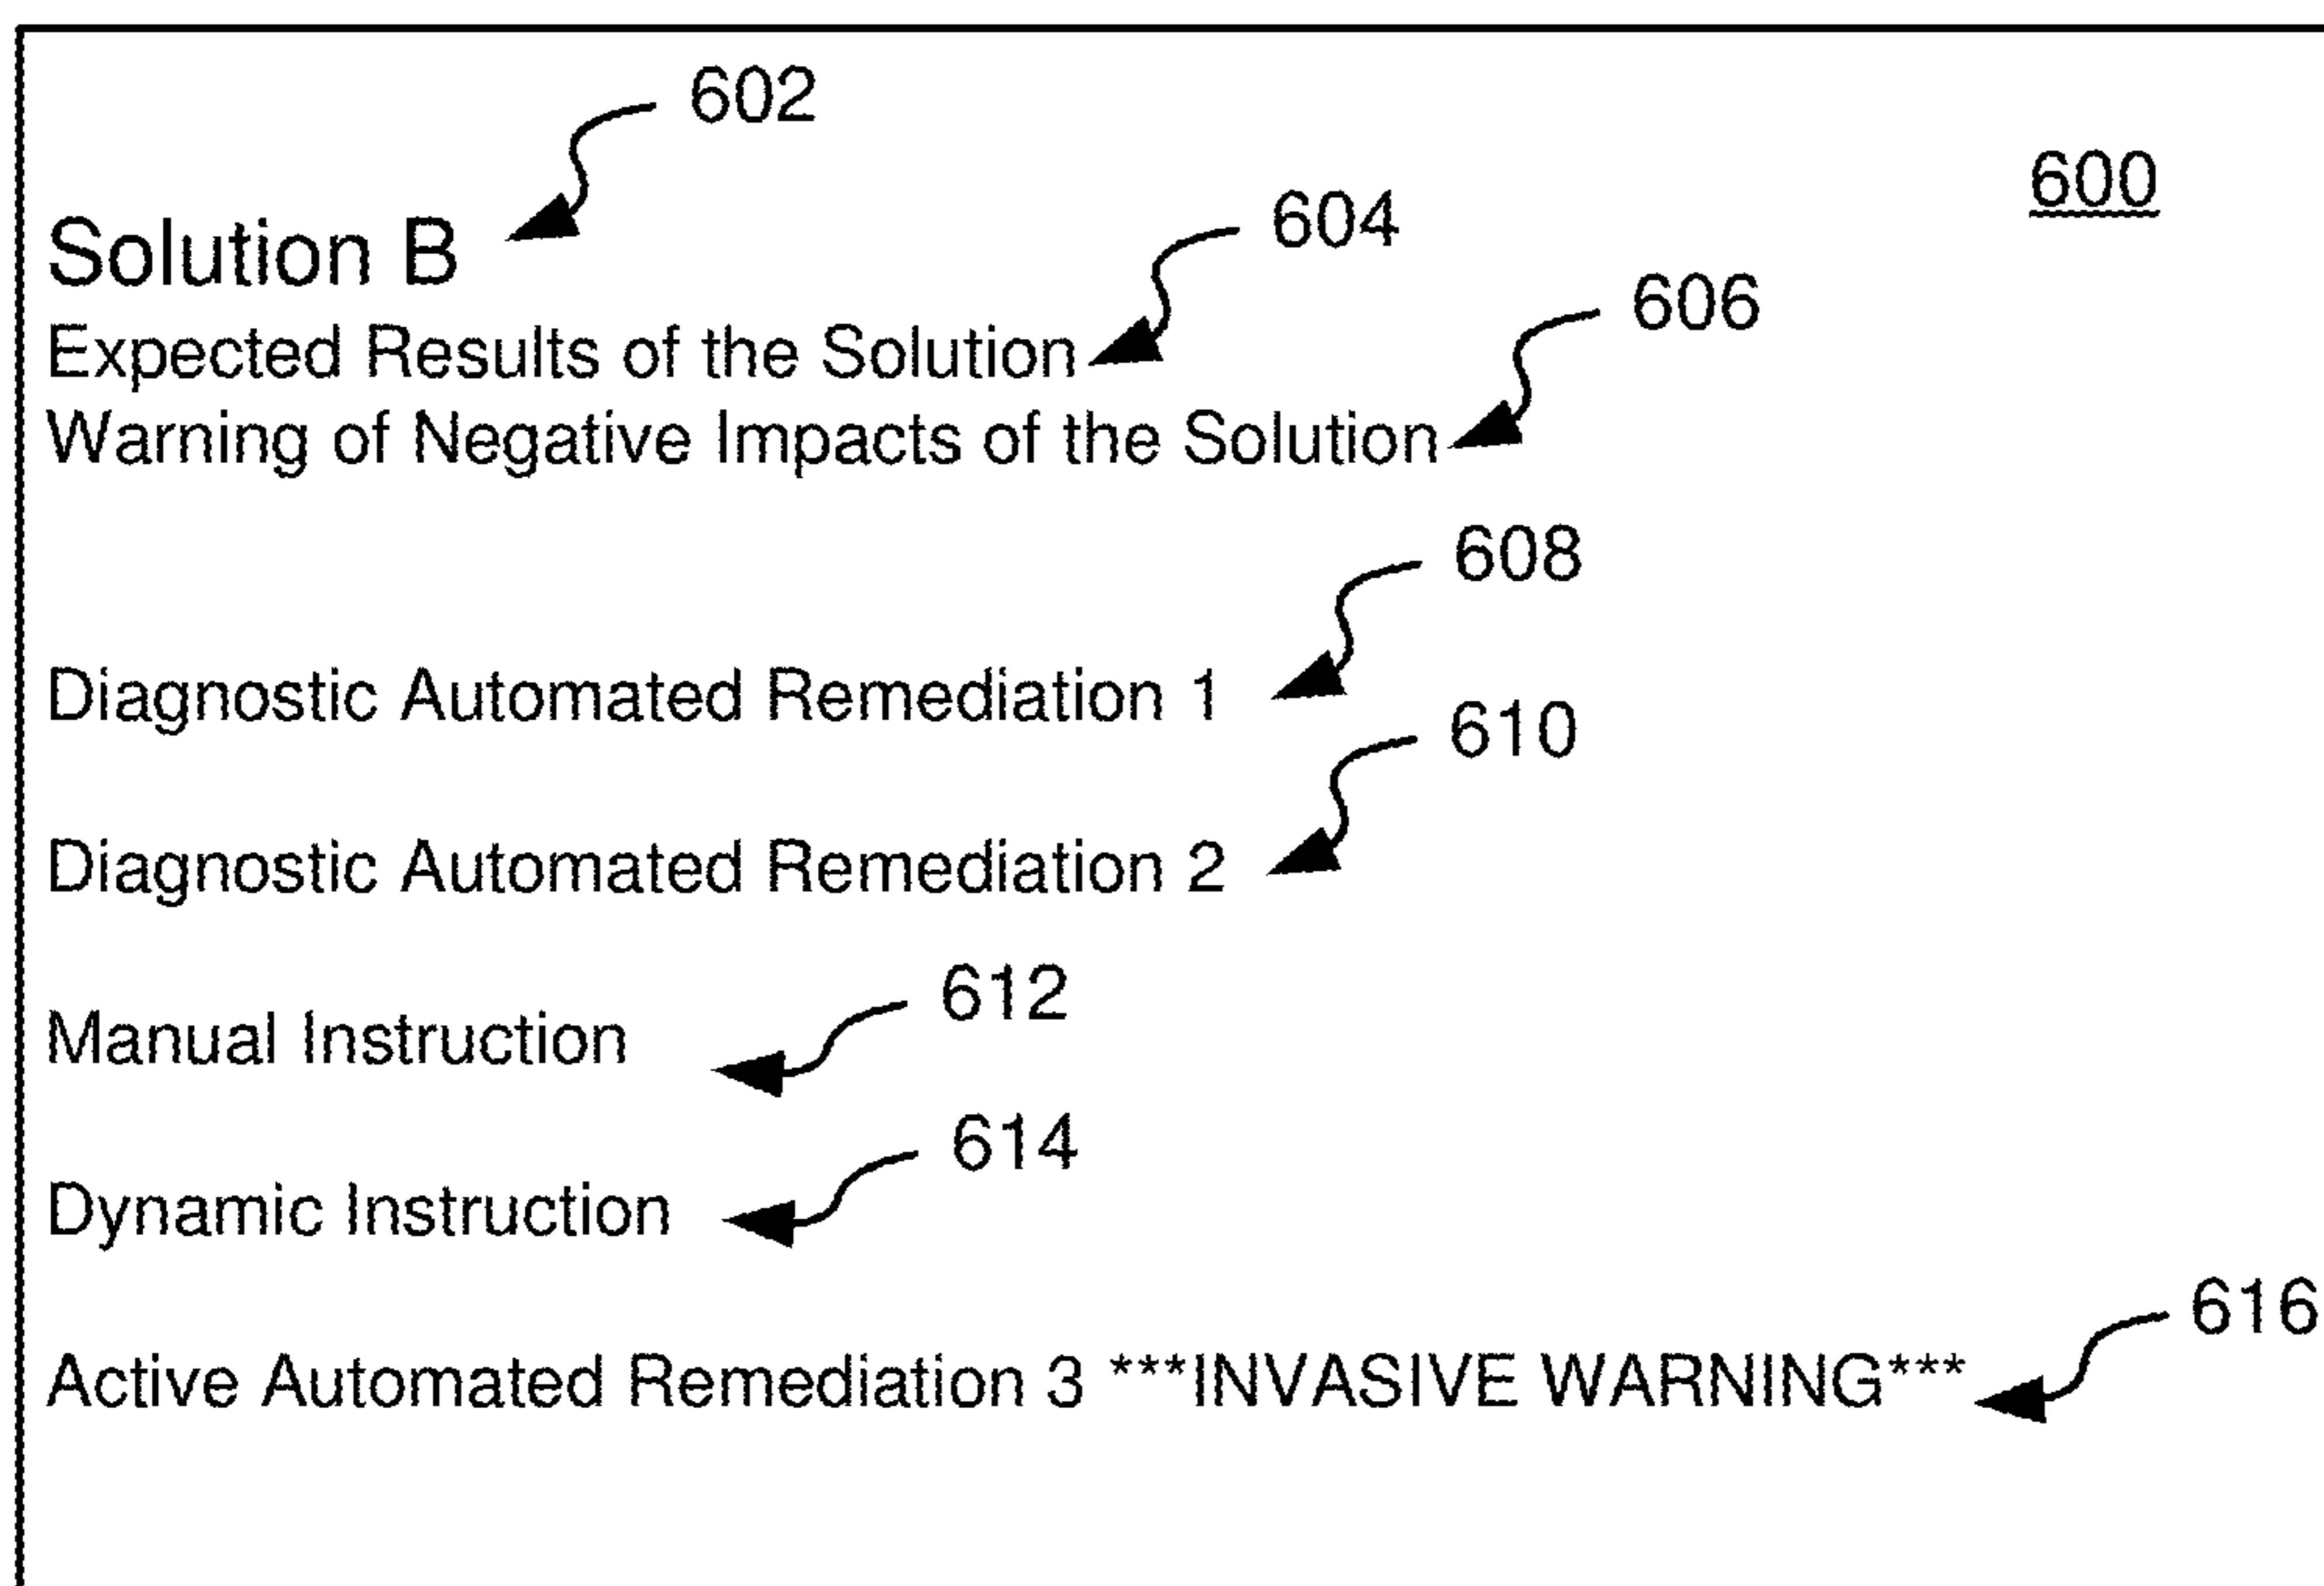 602
600
Solution B
604
Expected Results of the Solution
606
Warning of Negative Impacts of the Solution
608
Diagnostic Automated Remediation 1
610
Diagnostic Automated Remediation 2
612
Manual Instruction
614
Dynamic Instruction
616
Active Automated Remediation 3 ***INVASIVE WARNING***